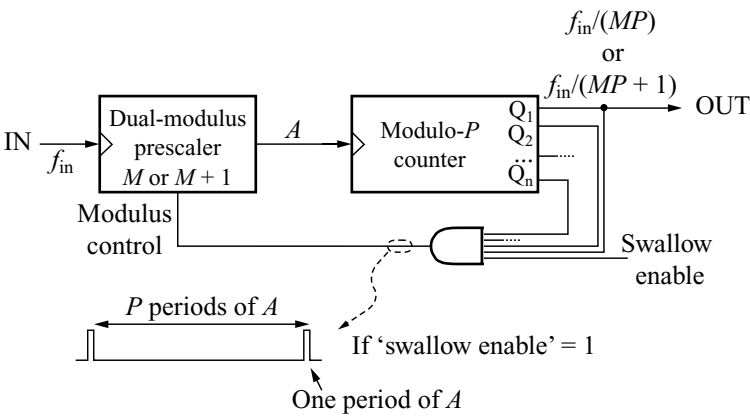 f_in/(MP)
or
f_in/(MP + 1)
IN
f_in
Dual-modulus
prescaler
M or M + 1
A
Modulo-P
counter
Q_1
Q_2
...
Q_n
OUT
Modulus
control
Swallow
enable
P periods of A
If ‘swallow enable’ = 1
One period of A